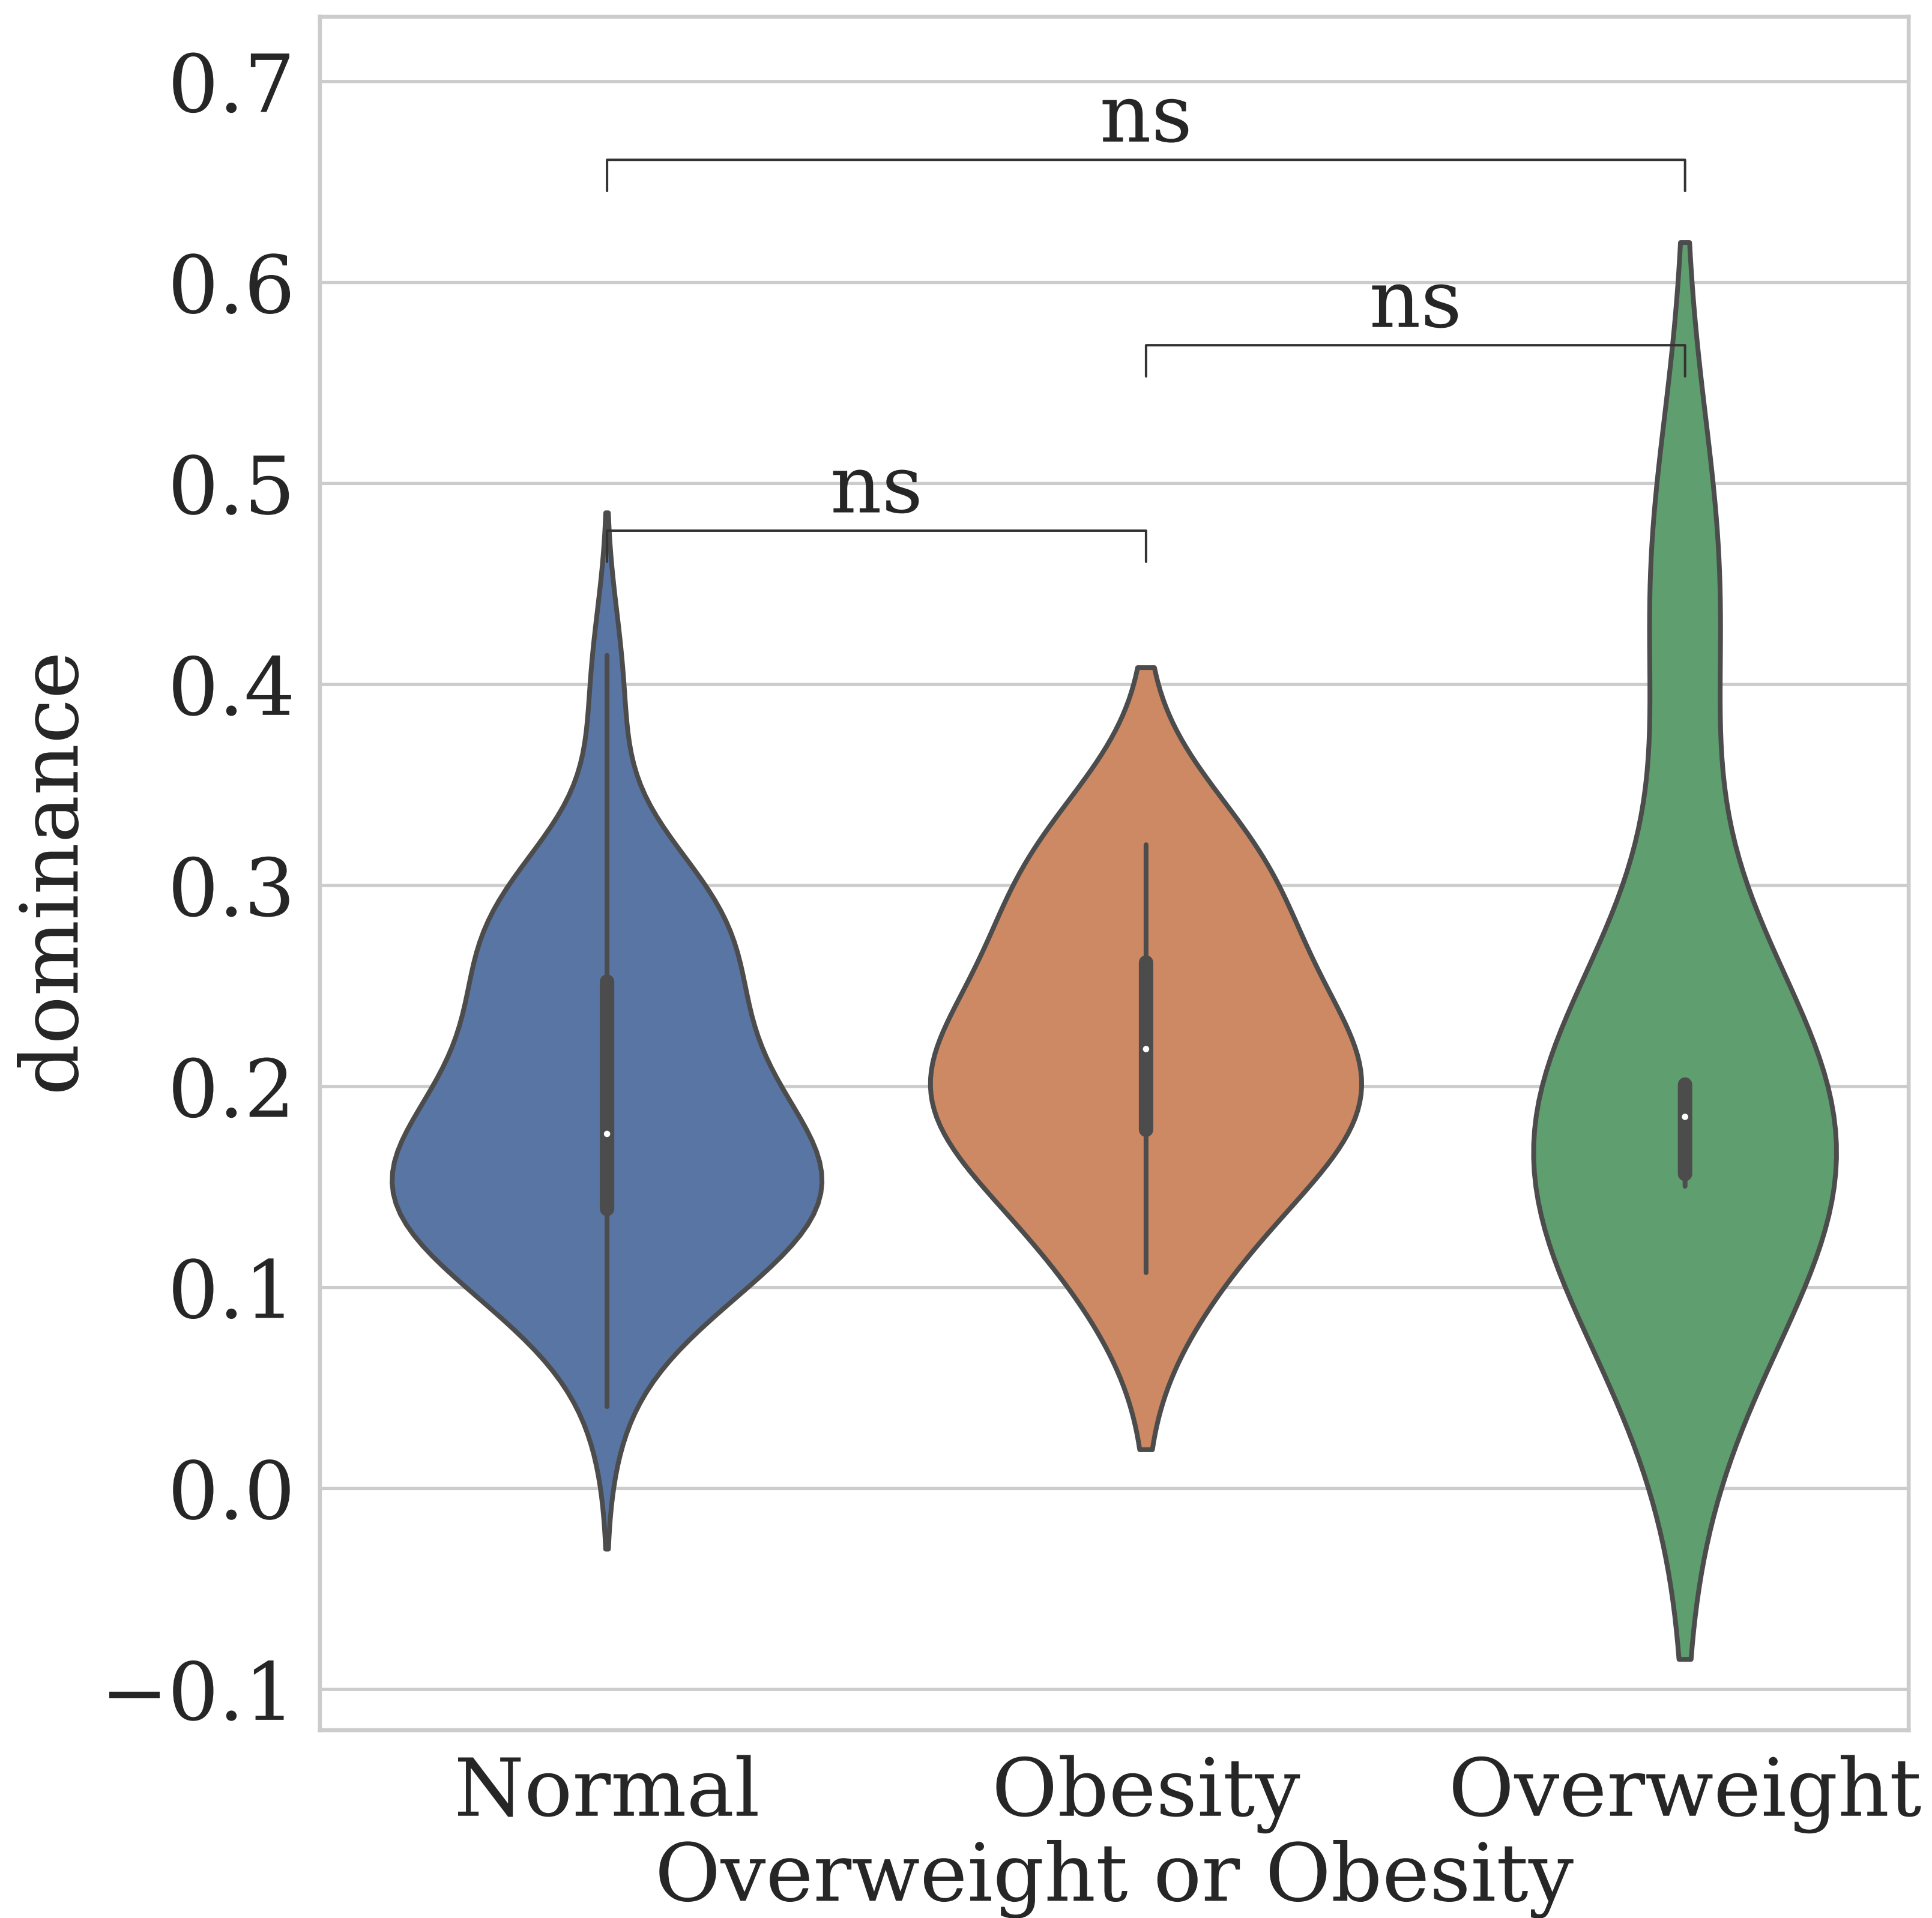 0.7
ns
0.6
ns
0.5
ns
0.4
0.3
0.2
0.1
0.0
−0.1
dominance
Normal Obesity Overweight
Overweight or Obesity